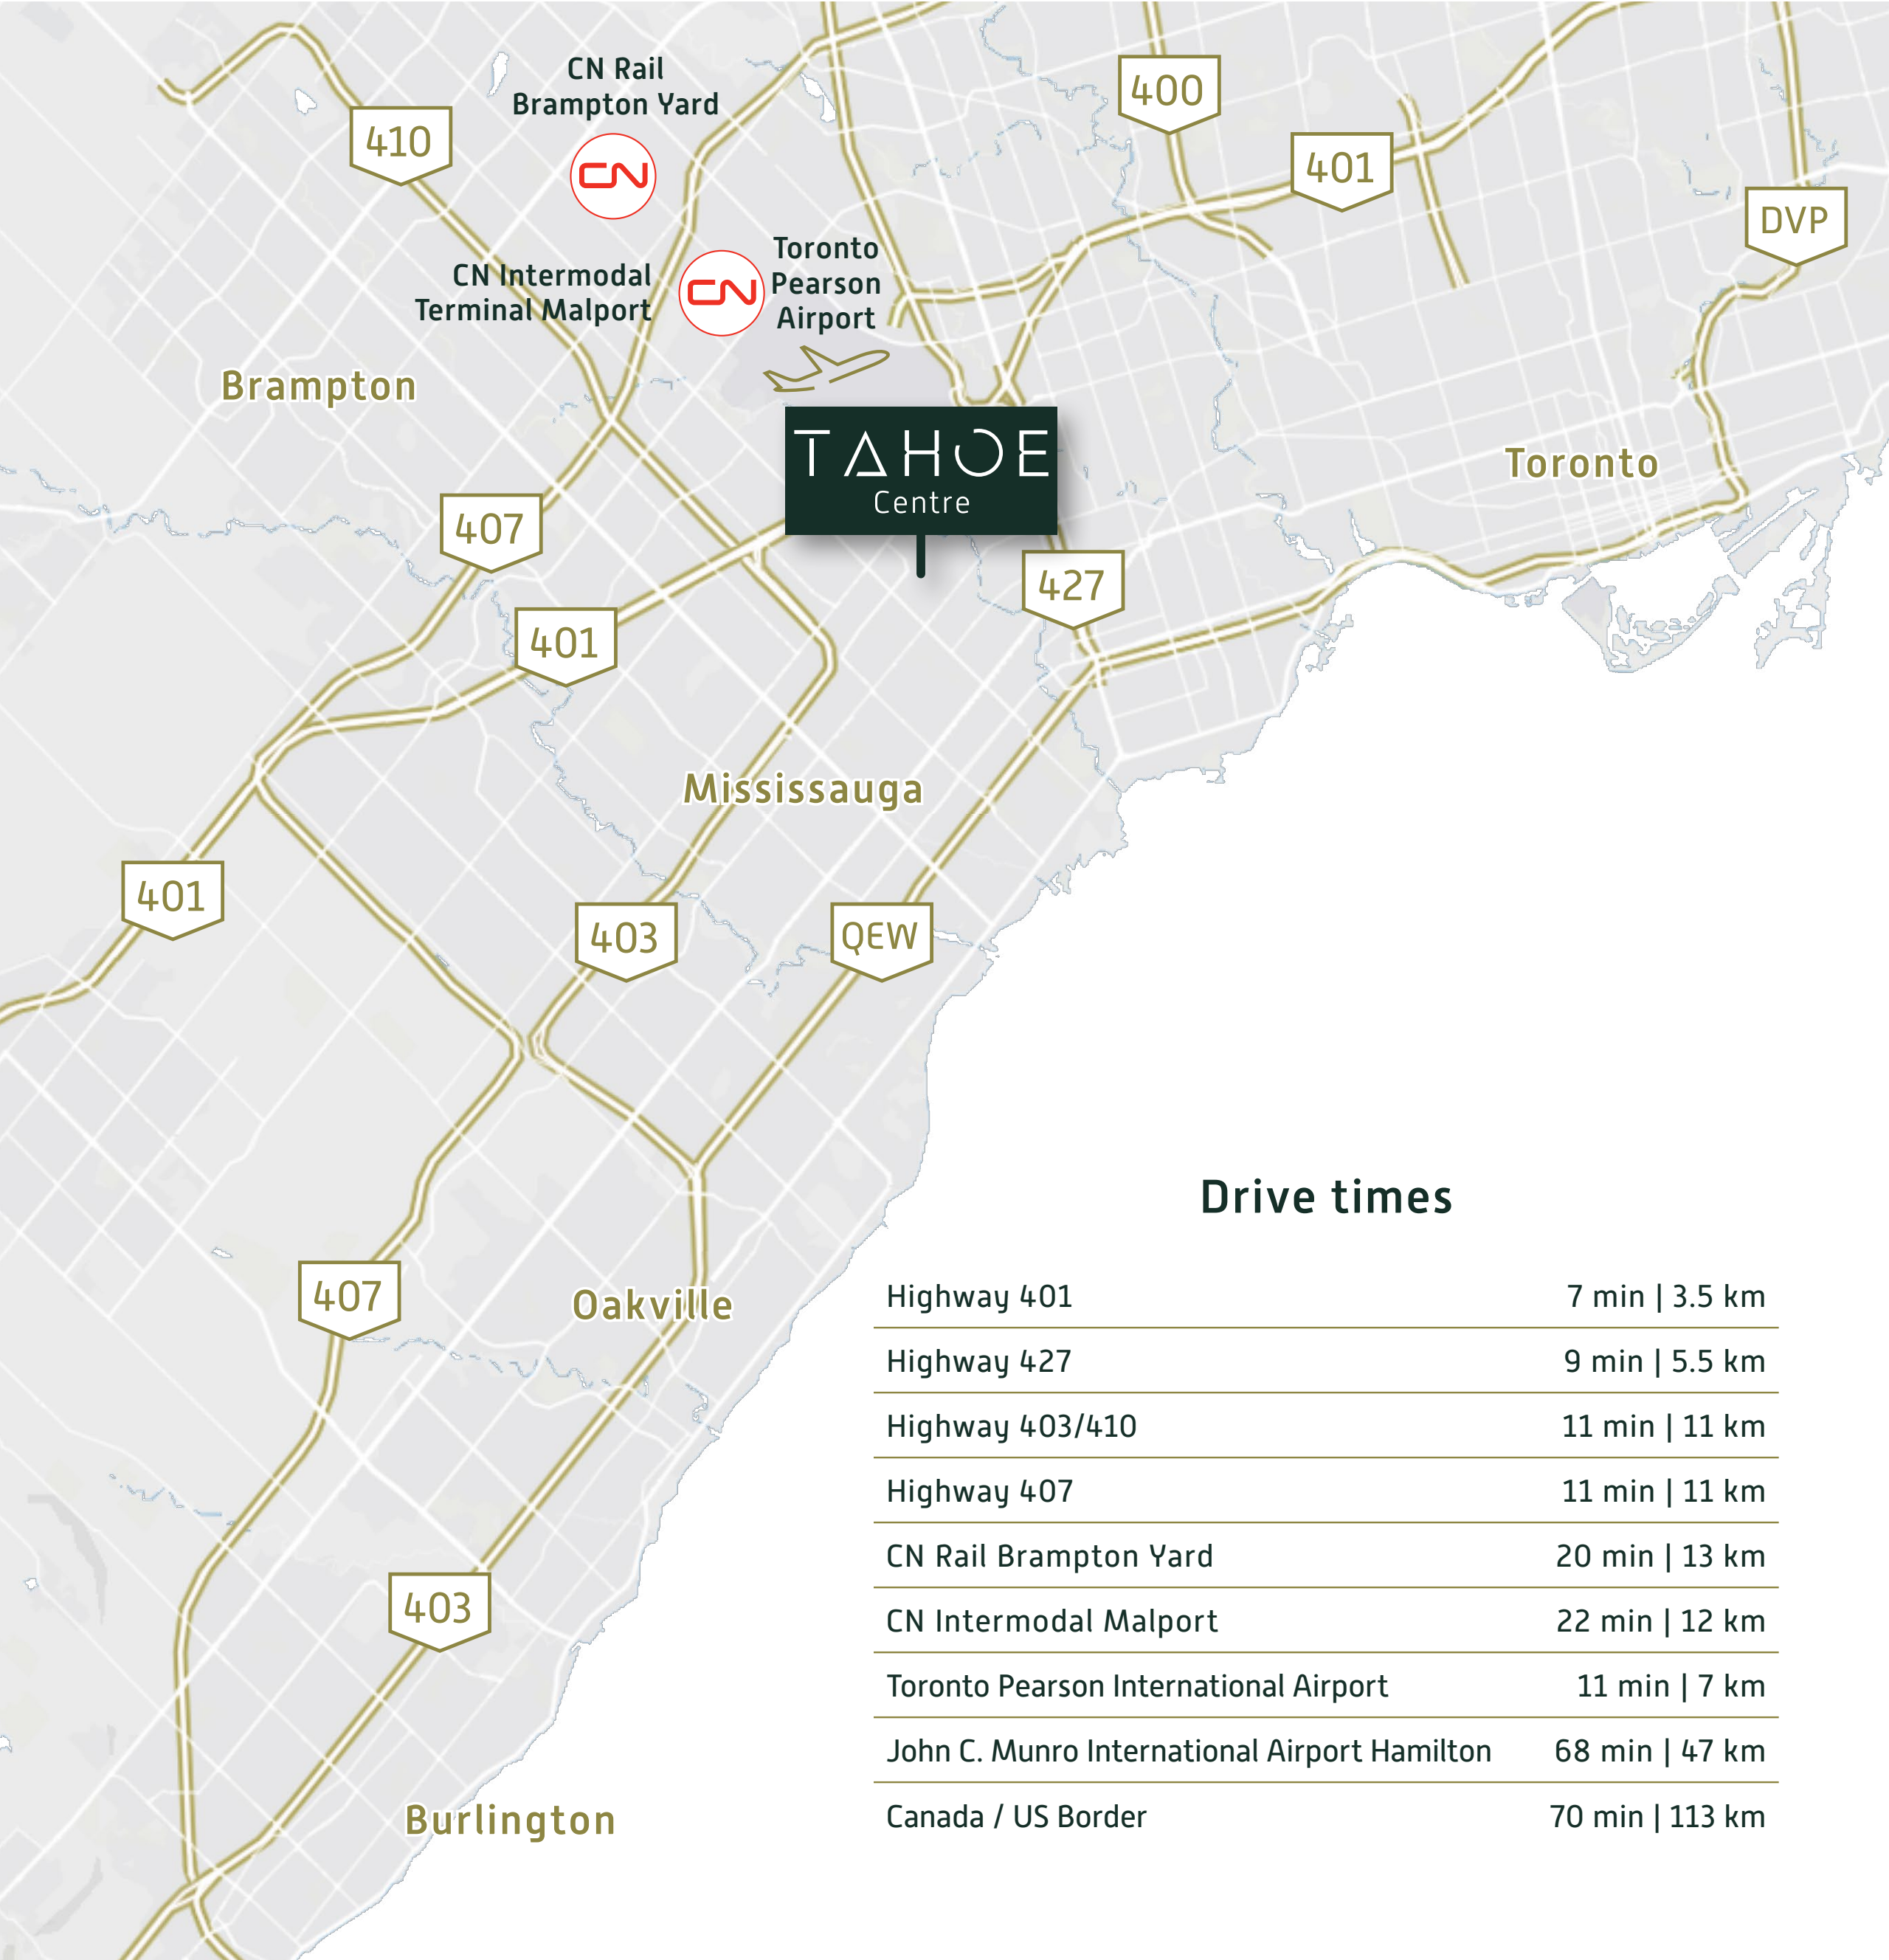 CN Rail
Brampton Yard
CN
410
400
401
DVP
CN Intermodal
Terminal Malport
CN
Toronto
Pearson
Airport
Brampton
TAHOE
Centre
Toronto
407
427
401
Mississauga
401
403
QEW
407
Oakville
403
Burlington
Drive times
Highway 401 7 min | 3.5 km
Highway 427 9 min | 5.5 km
Highway 403/410 11 min | 11 km
Highway 407 11 min | 11 km
CN Rail Brampton Yard 20 min | 13 km
CN Intermodal Malport 22 min | 12 km
Toronto Pearson International Airport 11 min | 7 km
John C. Munro International Airport Hamilton 68 min | 47 km
Canada / US Border 70 min | 113 km